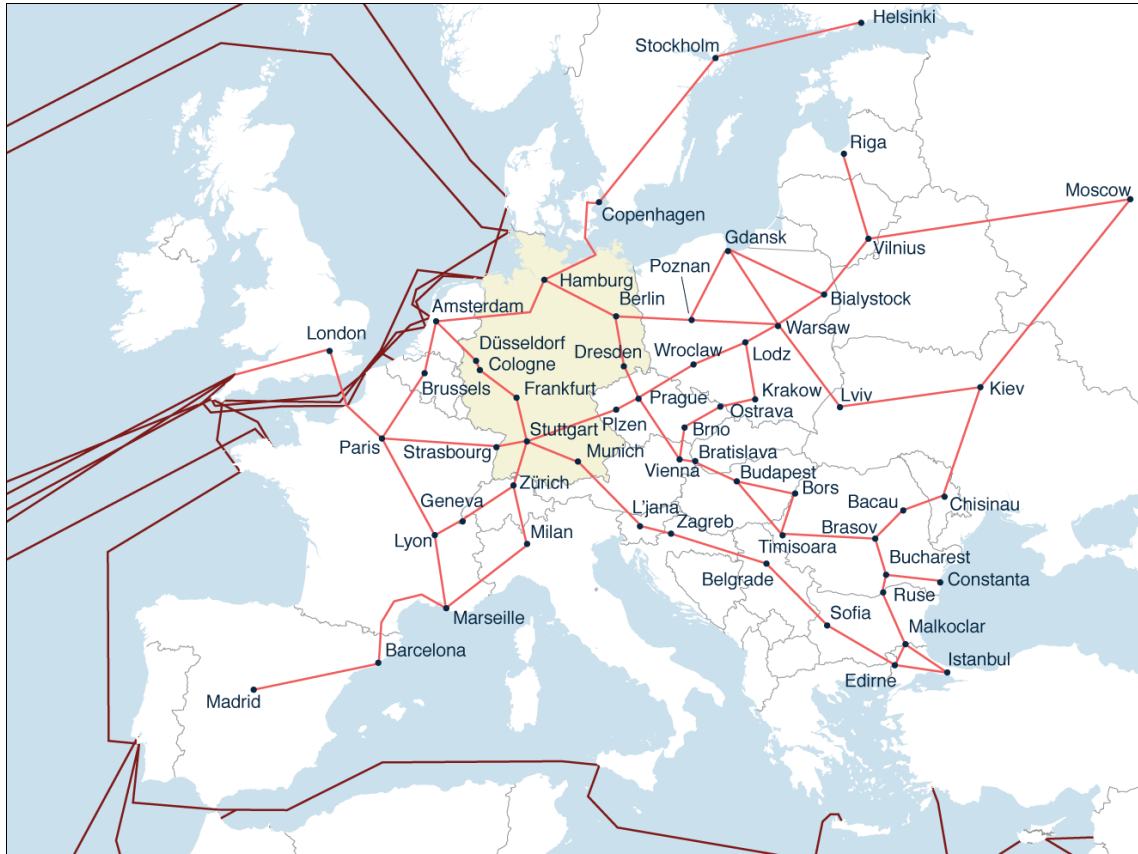 Helsinki
Stockholm
Riga
Moscow
Copenhagen
Gdansk
Vilnius
Poznan
Hamburg
Berlin
Bialystock
Amsterdam
London
Warsaw
Düsseldorf
Cologne
Dresden
Wroclaw
Lodz
Brussels
Frankfurt
Prague
Krakow
Lviv
Kiev
Ostrava
Plzen
Stuttgart
Brno
Paris
Strasbourg
Munich
Vienna
Bratislava
Budapest
Zürich
Bors
Geneva
Bacau
Chisinau
L'jana
Zagreb
Brasov
Lyon
Milan
Timisoara
Bucharest
Belgrade
Constanta
Ruse
Marseille
Sofia
Malkoclar
Barcelona
Istanbul
Edirne
Madrid